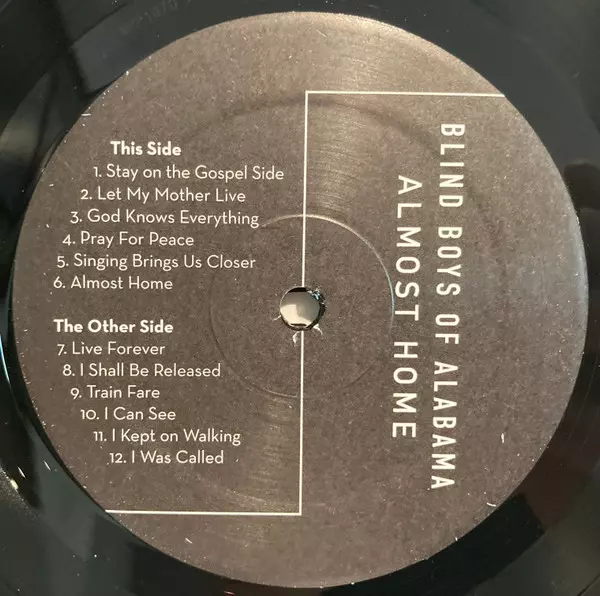 This Side
1. Stay on the Gospel Side
2. Let My Mother Live
3. God Knows Everything
4. Pray For Peace
5. Singing Brings Us Closer
6. Almost Home
The Other Side
7. Live Forever
8. I Shall Be Released
9. Train Fare
10. I Can See
11. I Kept on Walking
12. I Was Called
BLIND BOYS OF ALABAMA
ALMOST HOME